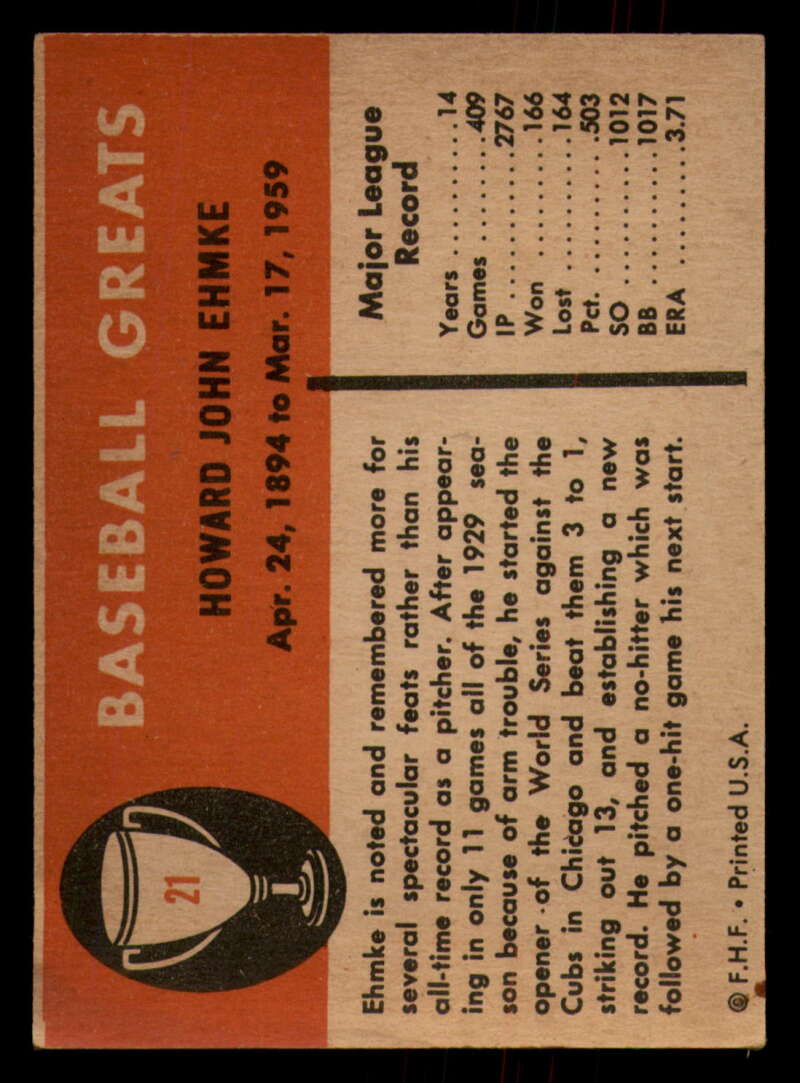 21
BASEBALL GREATS
HOWARD JOHN EHMKE
Apr. 24, 1894 to Mar. 17, 1959
Ehmke is noted and remembered more for
several spectacular feats rather than his
all-time record as a pitcher. After appear-
ing in only 11 games all of the 1929 sea-
son because of arm trouble, he started the
opener of the World Series against the
Cubs in Chicago and beat them 3 to 1,
striking out 13, and establishing a new
record. He pitched a no-hitter which was
followed by a one-hit game his next start.
Major League
Record
Years . . . . . . . . . . 14
Games . . . . . . . 409
IP . . . . . . . . . . 2767
Won . . . . . . . . . 166
Lost . . . . . . . . . 164
Pct. . . . . . . . . . .503
SO . . . . . . . . . 1012
BB . . . . . . . . . 1017
ERA . . . . . . . . 3.71
© F.H.F. • Printed U.S.A.